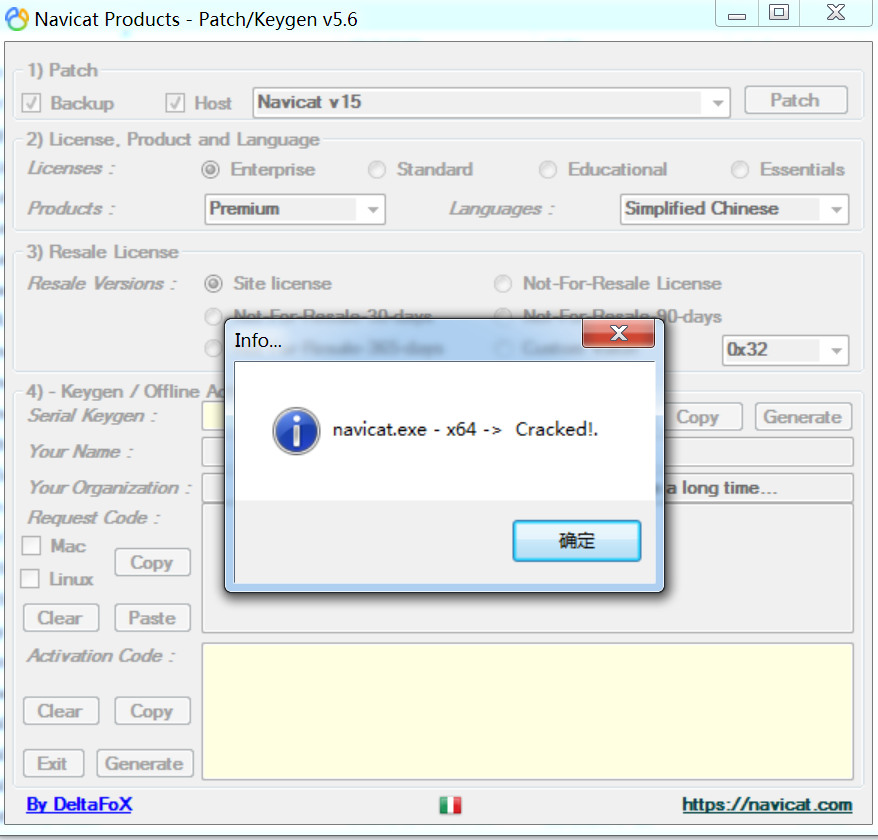 Navicat Products - Patch/Keygen v5.6
1) Patch
Backup Host Navicat v15 Patch
2) License, Product and Language
Licenses : Enterprise Standard Educational Essentials
Products : Premium Languages : Simplified Chinese
3) Resale License
Resale Versions : Site license Not-For-Resale License
Not-For-Resale-30-days Not-For-Resale-90-days
Resale-365-days 0x32
Info...
navicat.exe - x64 -> Cracked!.
确定
4) - Keygen / Offline
Serial Keygen : Copy Generate
Your Name :
Your Organization : a long time...
Request Code :
Mac
Copy
Linux
Clear Paste
Activation Code :
Clear Copy
Exit Generate
By DeltaFoX https://navicat.com